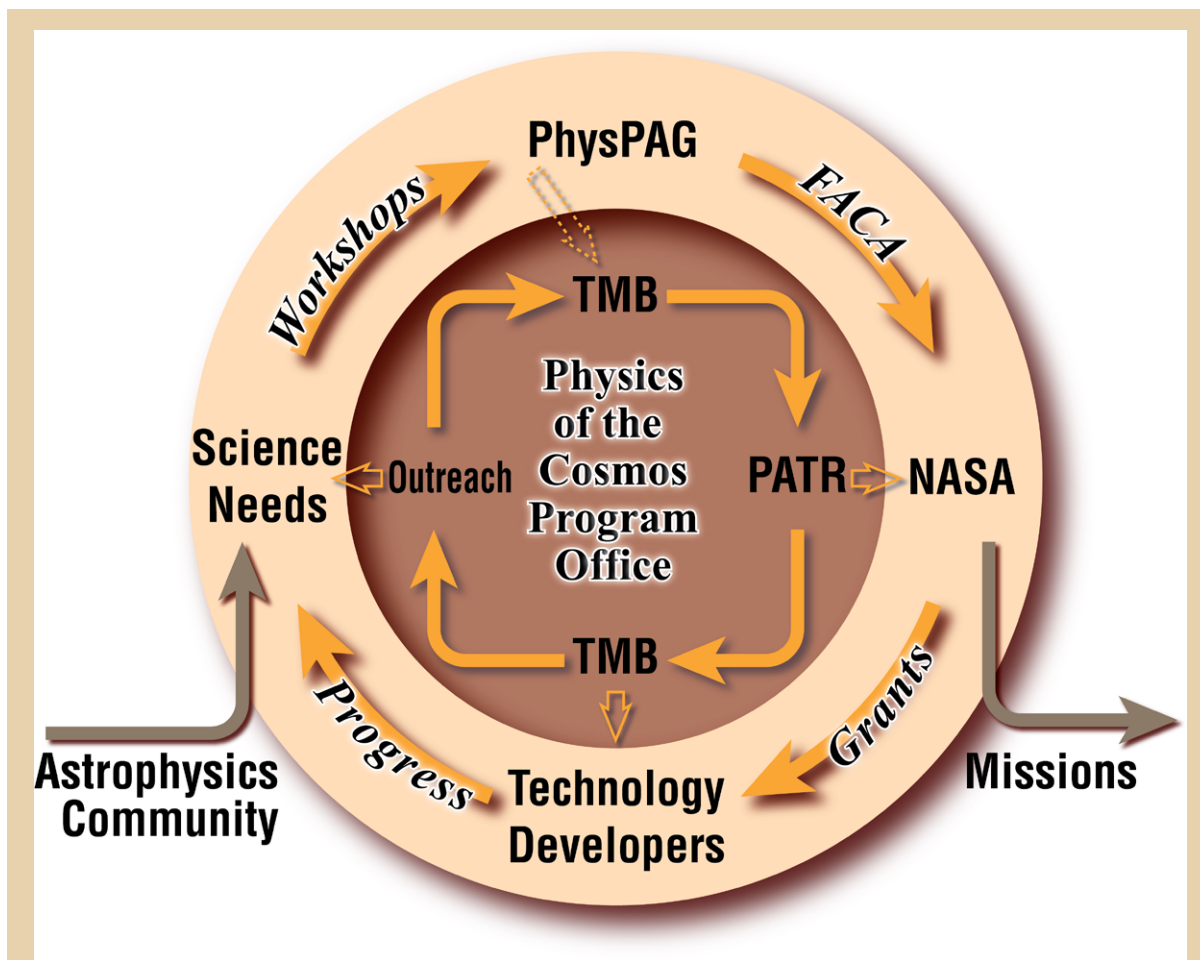 PhysPAG
Workshops
FACA
TMB
Physics
of the
Cosmos
Program
Office
Science
Needs
Outreach
PATR
NASA
TMB
Progress
Grants
Technology
Developers
Astrophysics
Community
Missions